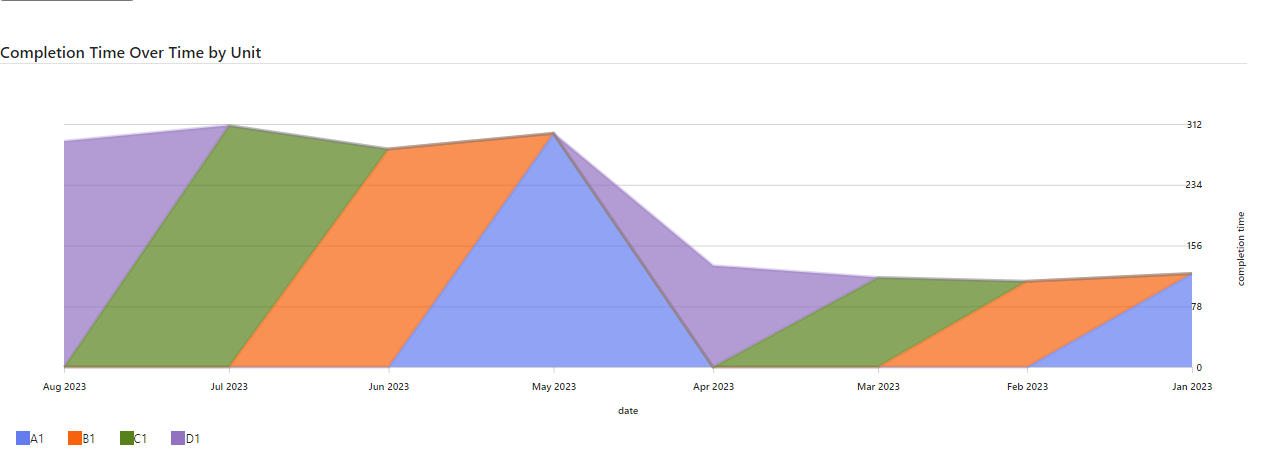 Completion Time Over Time by Unit
312
234
156
78
0
completion time
Aug 2023 Jul 2023 Jun 2023 May 2023 Apr 2023 Mar 2023 Feb 2023 Jan 2023
date
A1 B1 C1 D1